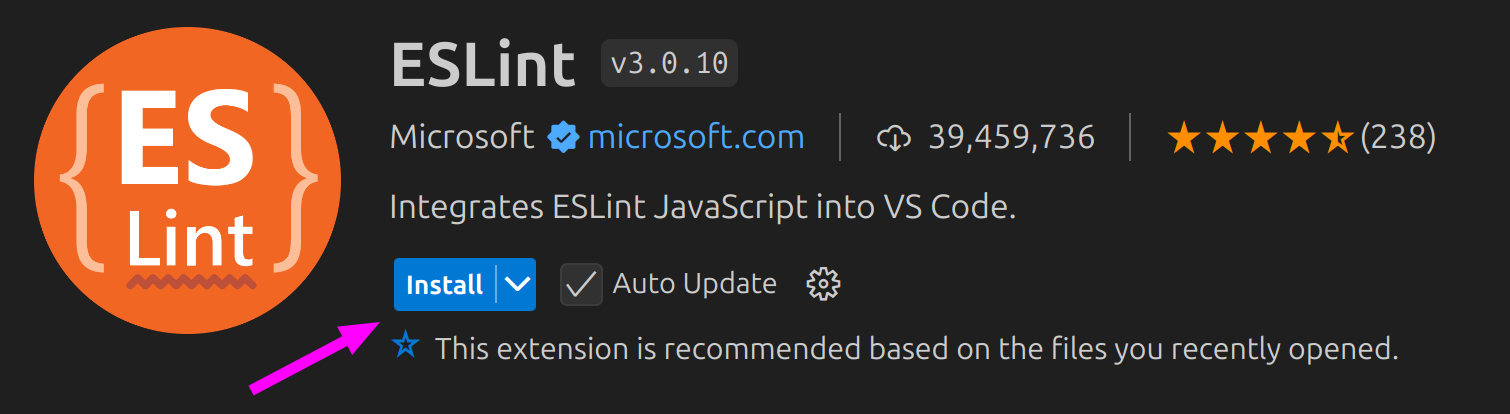 {ES
Lint}
ESLint v3.0.10
Microsoft microsoft.com 39,459,736 ★★★★⯪(238)
Integrates ESLint JavaScript into VS Code.
Install Auto Update
This extension is recommended based on the files you recently opened.